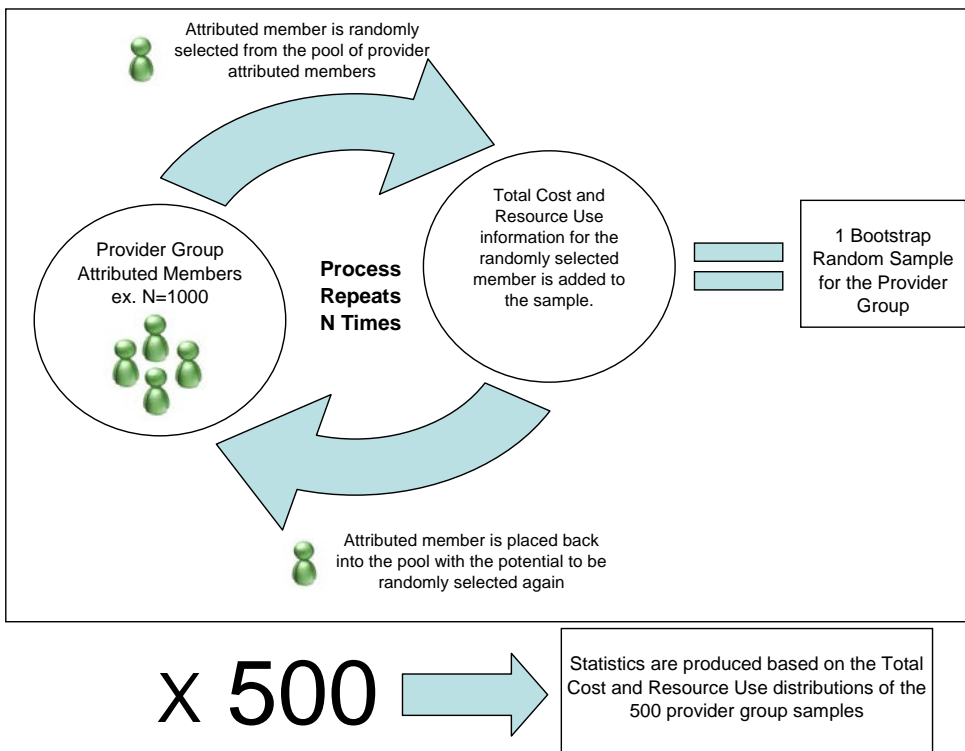 Attributed member is randomly
selected from the pool of provider
attributed members
Provider Group
Attributed Members
ex. N=1000
Process
Repeats
N Times
Total Cost and
Resource Use
information for the
randomly selected
member is added to
the sample.
1 Bootstrap
Random Sample
for the Provider
Group
Attributed member is placed back
into the pool with the potential to be
randomly selected again
X 500
Statistics are produced based on the Total
Cost and Resource Use distributions of the
500 provider group samples